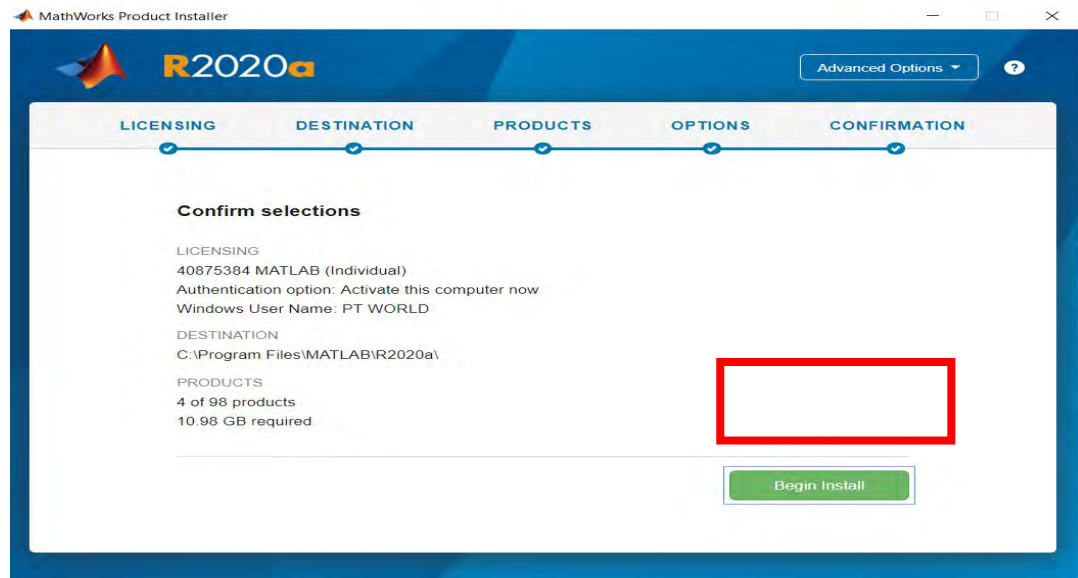 MathWorks Product Installer
R2020a
Advanced Options
?
LICENSING DESTINATION PRODUCTS OPTIONS CONFIRMATION
Confirm selections
LICENSING
40875384 MATLAB (Individual)
Authentication option: Activate this computer now
Windows User Name: PT WORLD
DESTINATION
C:\Program Files\MATLAB\R2020a\
PRODUCTS
4 of 98 products
10.98 GB required
Begin Install